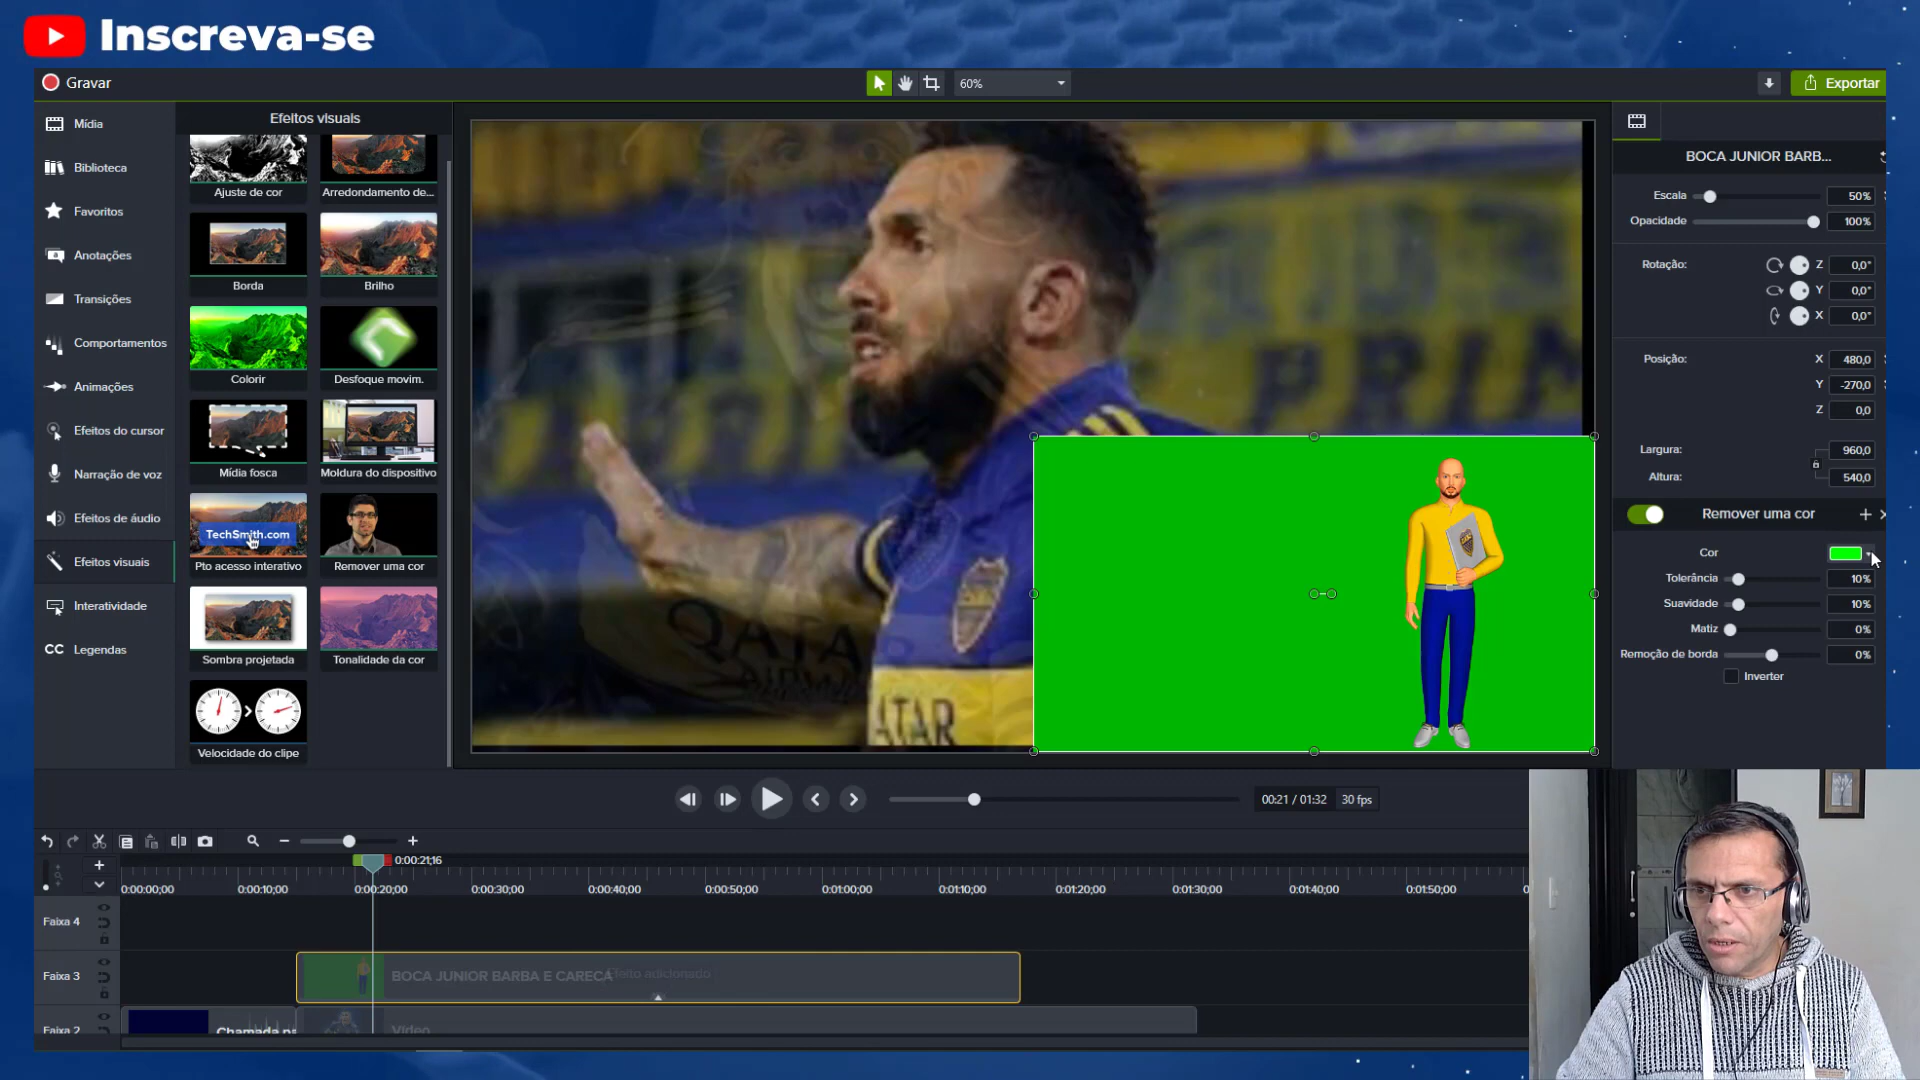 Inscreva-se
Gravar
60%
Exportar
Mídia
Biblioteca
Favoritos
Anotações
Transições
Comportamentos
Animações
Efeitos do cursor
Narração de voz
Efeitos de áudio
Efeitos visuais
Interatividade
CC Legendas
Efeitos visuais
Ajuste de cor
Arredondamento de...
Borda
Brilho
Colorir
Desfoque movim.
Mídia fosca
Moldura do dispositivo
TechSmith.com
Pto acesso interativo
Remover uma cor
Sombra projetada
Tonalidade da cor
Velocidade do clipe
PRIN
QATAR
AIRWAYS
QATAR
BOCA JUNIOR BARB...
Escala 50%
Opacidade 100%
Rotação: Z 0,0°
Y 0,0°
X 0,0°
Posição: X 480,0
Y -270,0
Z 0,0
Largura: 960,0
Altura: 540,0
Remover uma cor
Cor
Tolerância 10%
Suavidade 10%
Matiz 0%
Remoção de borda 0%
Inverter
00:21 / 01:32 30 fps
0:00:21;16
0:00:00;00 0:00:10;00 0:00:20;00 0:00:30;00 0:00:40;00 0:00:50;00 0:01:00;00 0:01:10;00 0:01:20;00 0:01:30;00 0:01:40;00 0:01:50;00
Faixa 4
Faixa 3
BOCA JUNIOR BARBA E CARECA
Efeito adicionado
Faixa 2
Chamada pa
Vídeo